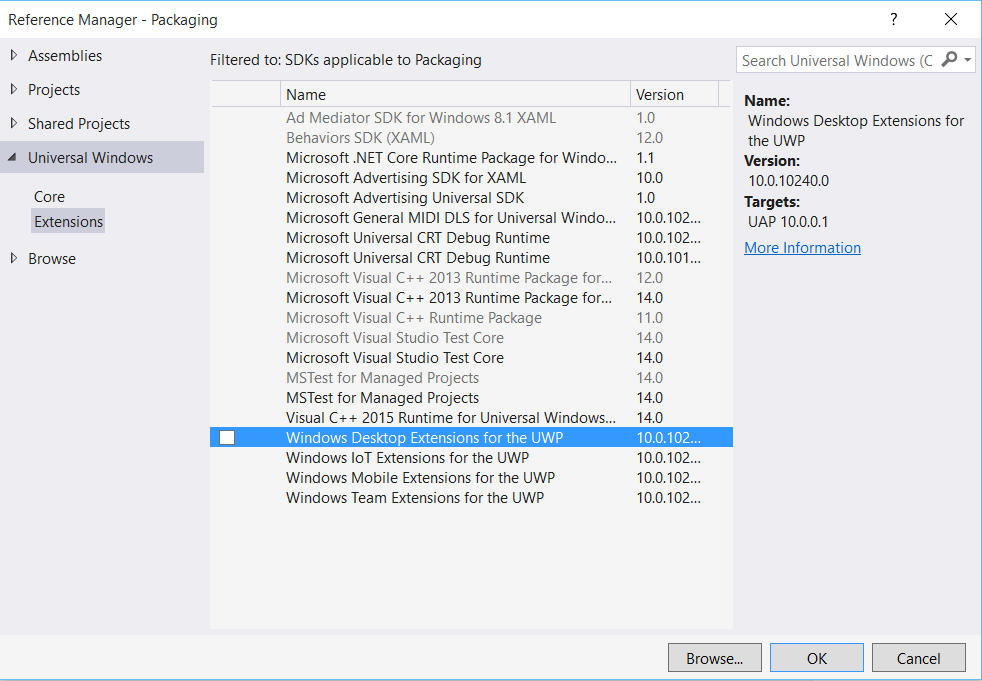 Reference Manager - Packaging ?
Assemblies
Projects
Shared Projects
Universal Windows
Core
Extensions
Browse
Filtered to: SDKs applicable to Packaging
Name Version
Ad Mediator SDK for Windows 8.1 XAML 1.0
Behaviors SDK (XAML) 12.0
Microsoft .NET Core Runtime Package for Windo... 1.1
Microsoft Advertising SDK for XAML 10.0
Microsoft Advertising Universal SDK 1.0
Microsoft General MIDI DLS for Universal Windo... 10.0.102...
Microsoft Universal CRT Debug Runtime 10.0.102...
Microsoft Universal CRT Debug Runtime 10.0.101...
Microsoft Visual C++ 2013 Runtime Package for... 12.0
Microsoft Visual C++ 2013 Runtime Package for... 14.0
Microsoft Visual C++ Runtime Package 11.0
Microsoft Visual Studio Test Core 14.0
Microsoft Visual Studio Test Core 14.0
MSTest for Managed Projects 14.0
MSTest for Managed Projects 14.0
Visual C++ 2015 Runtime for Universal Windows... 14.0
Windows Desktop Extensions for the UWP 10.0.102...
Windows IoT Extensions for the UWP 10.0.102...
Windows Mobile Extensions for the UWP 10.0.102...
Windows Team Extensions for the UWP 10.0.102...
Search Universal Windows (C
Name:
Windows Desktop Extensions for
the UWP
Version:
10.0.10240.0
Targets:
UAP 10.0.0.1
More Information
Browse... OK Cancel